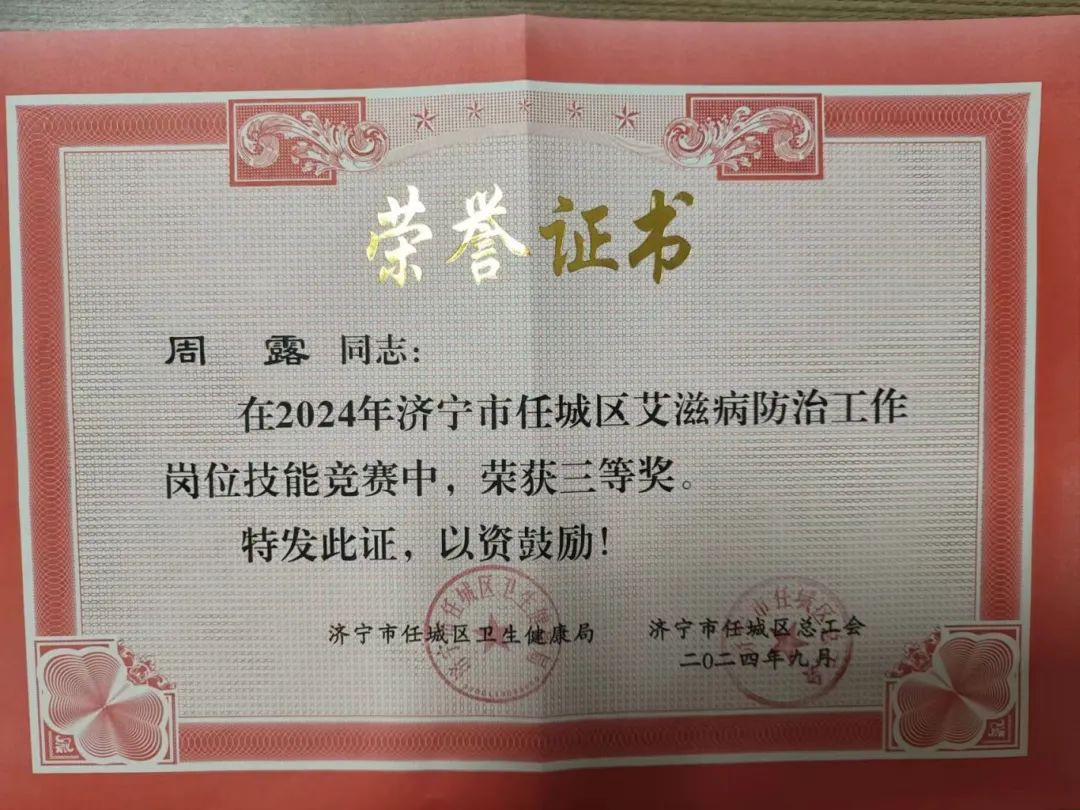 荣誉证书
周 露 同志：
在2024年济宁市任城区艾滋病防治工作
岗位技能竞赛中，荣获三等奖。
特发此证，以资鼓励！
济宁市任城区卫生健康局 济宁市任城区总工会
二〇二四年九月